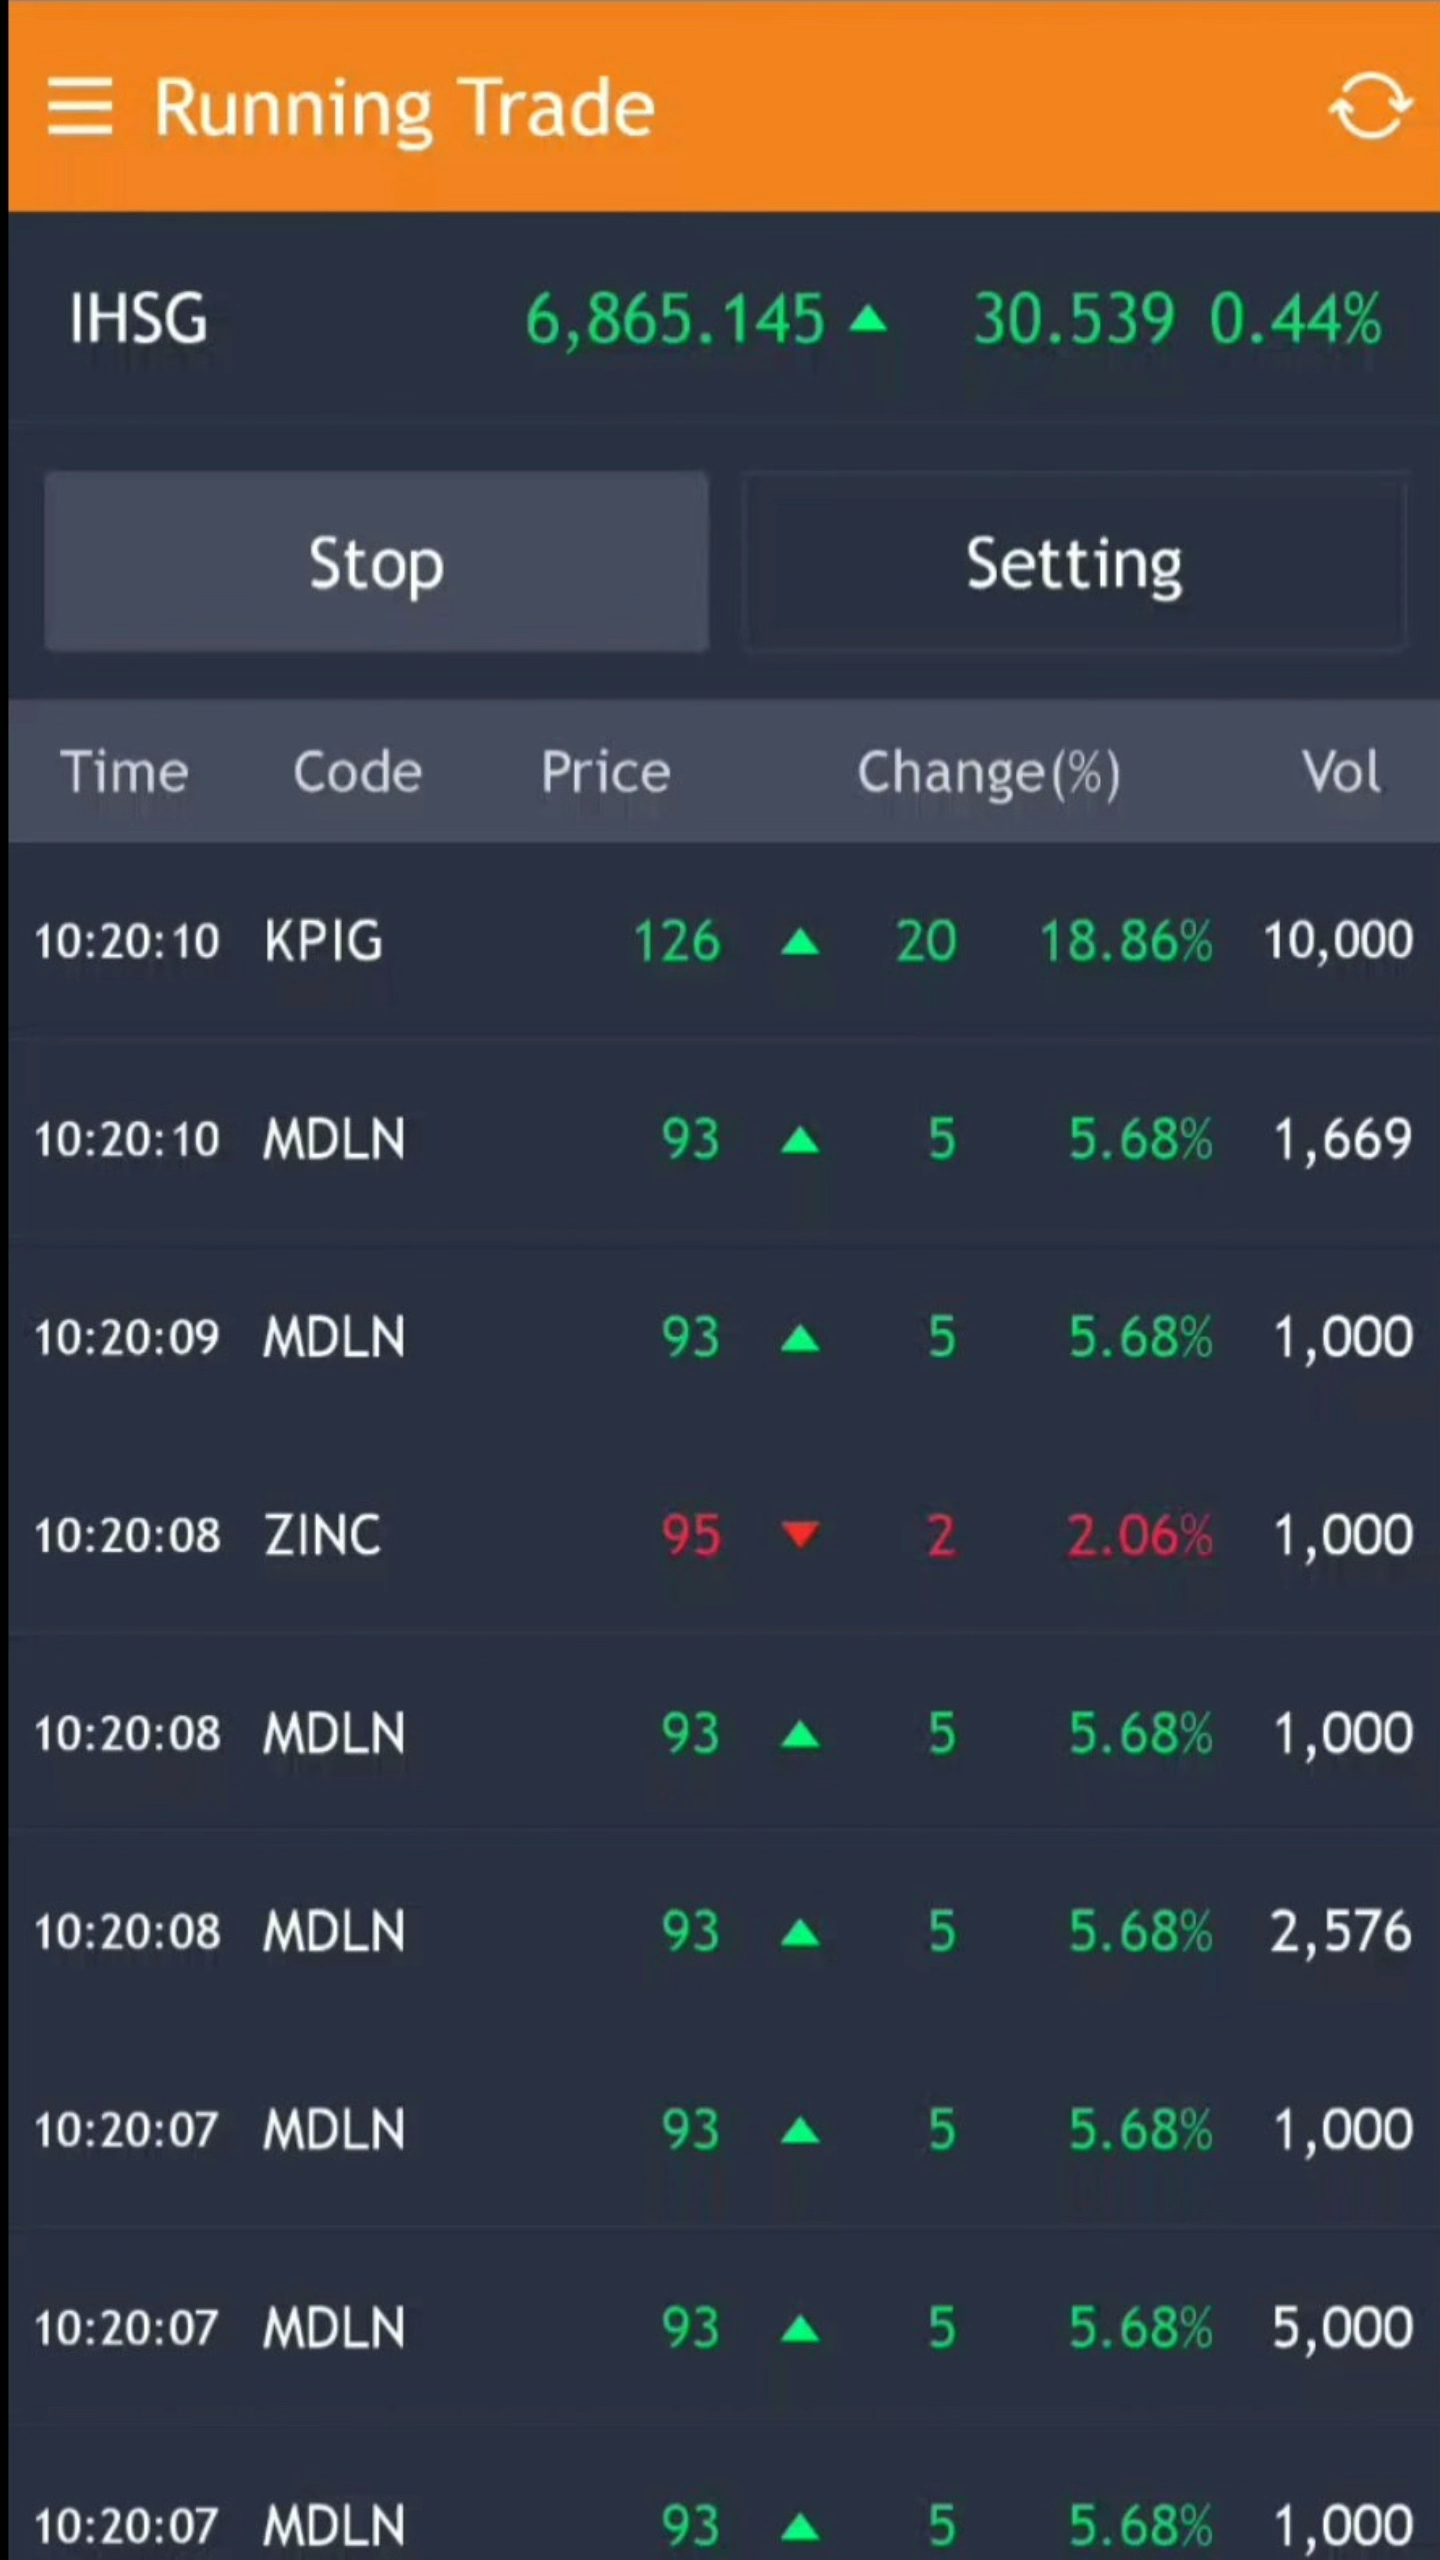 Running Trade
IHSG 6,865.145 ▲ 30.539 0.44%
Stop Setting
Time Code Price Change(%) Vol
10:20:10 KPIG 126 ▲ 20 18.86% 10,000
10:20:10 MDLN 93 ▲ 5 5.68% 1,669
10:20:09 MDLN 93 ▲ 5 5.68% 1,000
10:20:08 ZINC 95 ▼ 2 2.06% 1,000
10:20:08 MDLN 93 ▲ 5 5.68% 1,000
10:20:08 MDLN 93 ▲ 5 5.68% 2,576
10:20:07 MDLN 93 ▲ 5 5.68% 1,000
10:20:07 MDLN 93 ▲ 5 5.68% 5,000
10:20:07 MDLN 93 ▲ 5 5.68% 1,000